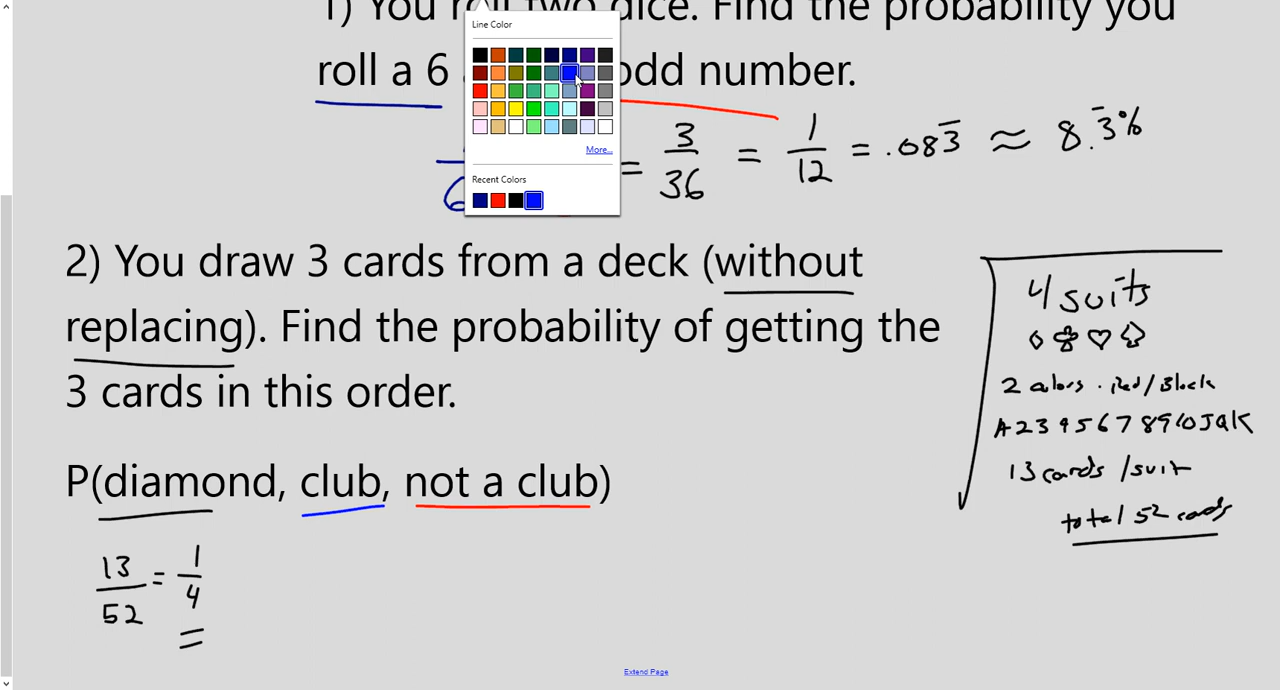 1) You roll two dice. Find the probability you
Line Color
roll a 6 odd number.
More...
Recent Colors
6 = 3/36 = 1/12 = .083̅ ≈ 8.3̅%
2) You draw 3 cards from a deck (without
replacing). Find the probability of getting the
3 cards in this order.
P(diamond, club, not a club)
13/52 = 1/4
=
4 suits
♢ ♧ ♡ ♤
2 colors . Red/Black
A 2 3 4 5 6 7 8 9 10 J Q K
13 cards /suit
total 52 cards
Extend Page